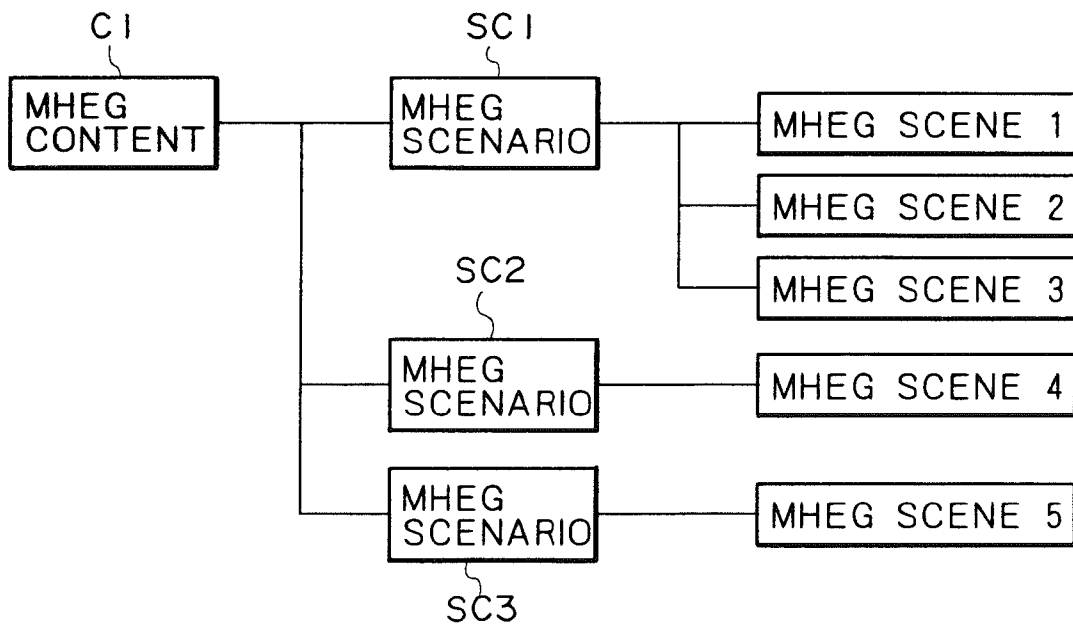 C1
SC1
MHEG
CONTENT
MHEG
SCENARIO
MHEG SCENE 1
MHEG SCENE 2
MHEG SCENE 3
SC2
MHEG
SCENARIO
MHEG SCENE 4
MHEG
SCENARIO
MHEG SCENE 5
SC3